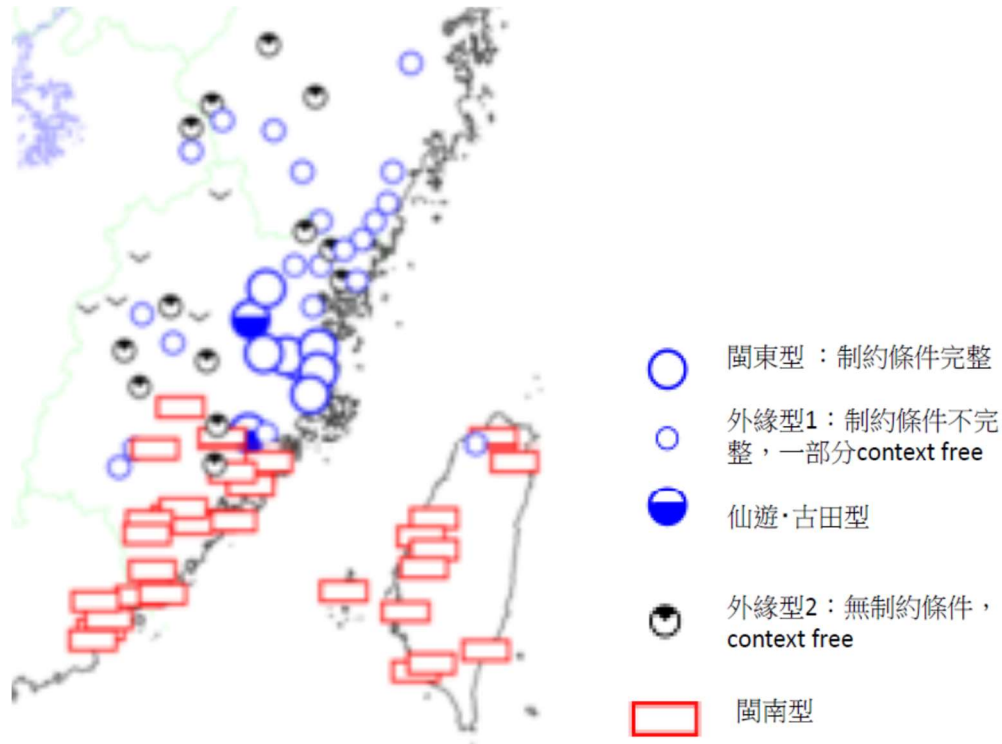 閩東型 ：制約條件完整
外緣型1：制約條件不完
整，一部分context free
仙遊･古田型
外緣型2：無制約條件，
context free
閩南型